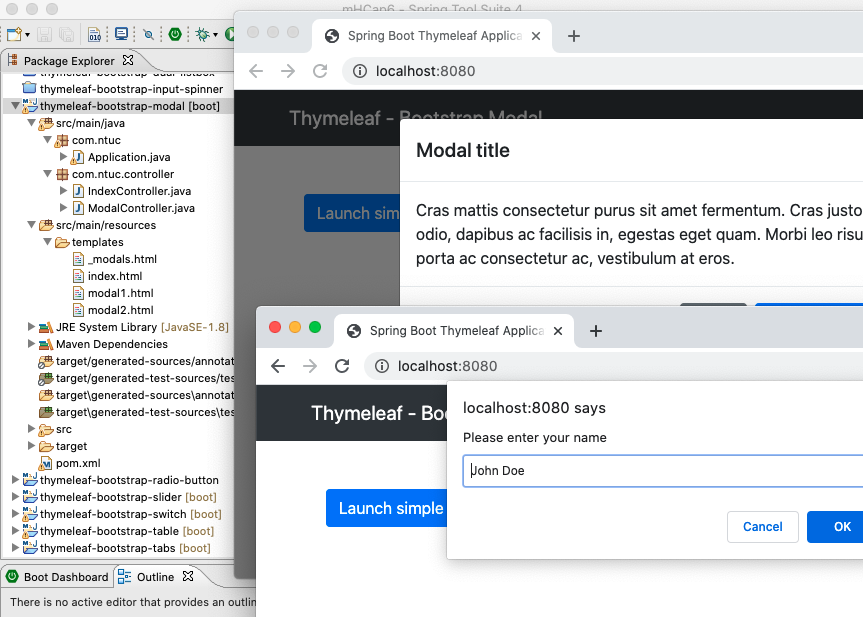 mHCap6 - Spring Tool Suite 4
010
Package Explorer
thymeleaf-bootstrap-dual-listbox
thymeleaf-bootstrap-input-spinner
thymeleaf-bootstrap-modal [boot]
src/main/java
com.ntuc
Application.java
com.ntuc.controller
IndexController.java
ModalController.java
src/main/resources
templates
_modals.html
index.html
modal1.html
modal2.html
JRE System Library [JavaSE-1.8]
Maven Dependencies
target/generated-sources/annotat
target/generated-test-sources/tes
target\generated-sources\annotat
target\generated-test-sources\tes
src
target
pom.xml
thymeleaf-bootstrap-radio-button
thymeleaf-bootstrap-slider [boot]
thymeleaf-bootstrap-switch [boot]
thymeleaf-bootstrap-table [boot]
thymeleaf-bootstrap-tabs [boot]
Boot Dashboard
Outline
There is no active editor that provides an outlin
Spring Boot Thymeleaf Applica
localhost:8080
Thymeleaf - Bootstrap Modal
Launch sim
Modal title
Cras mattis consectetur purus sit amet fermentum. Cras justo
odio, dapibus ac facilisis in, egestas eget quam. Morbi leo risu
porta ac consectetur ac, vestibulum at eros.
Spring Boot Thymeleaf Applica
localhost:8080
Thymeleaf - Boo
Launch simple
localhost:8080 says
Please enter your name
John Doe
Cancel
OK